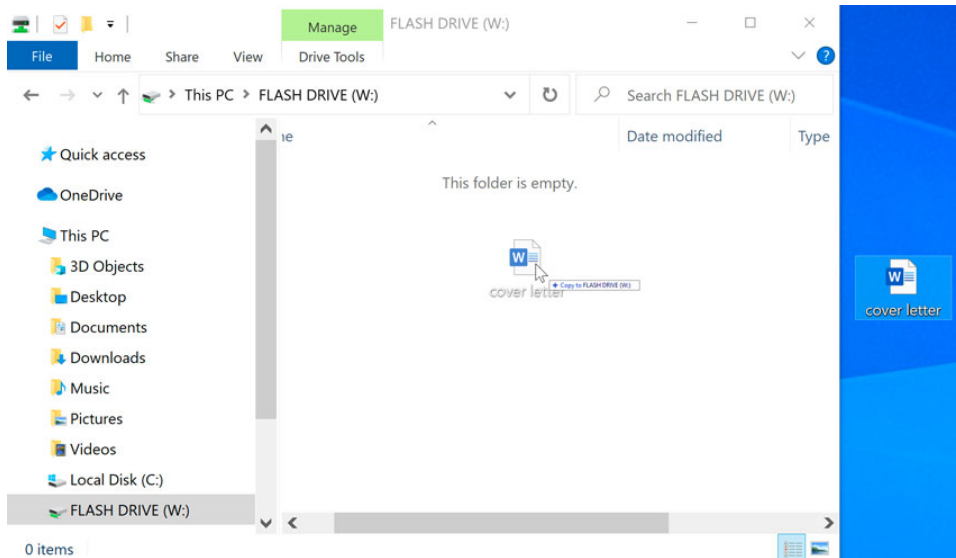 Manage
FLASH DRIVE (W:)
File
Home
Share
View
Drive Tools
This PC
FLASH DRIVE (W:)
Search FLASH DRIVE (W:)
Date modified
Type
Quick access
This folder is empty.
OneDrive
This PC
3D Objects
Desktop
Documents
Downloads
Music
Pictures
Videos
Local Disk (C:)
FLASH DRIVE (W:)
W
cover letter
Copy to FLASH DRIVE (W:)
W
cover letter
0 items